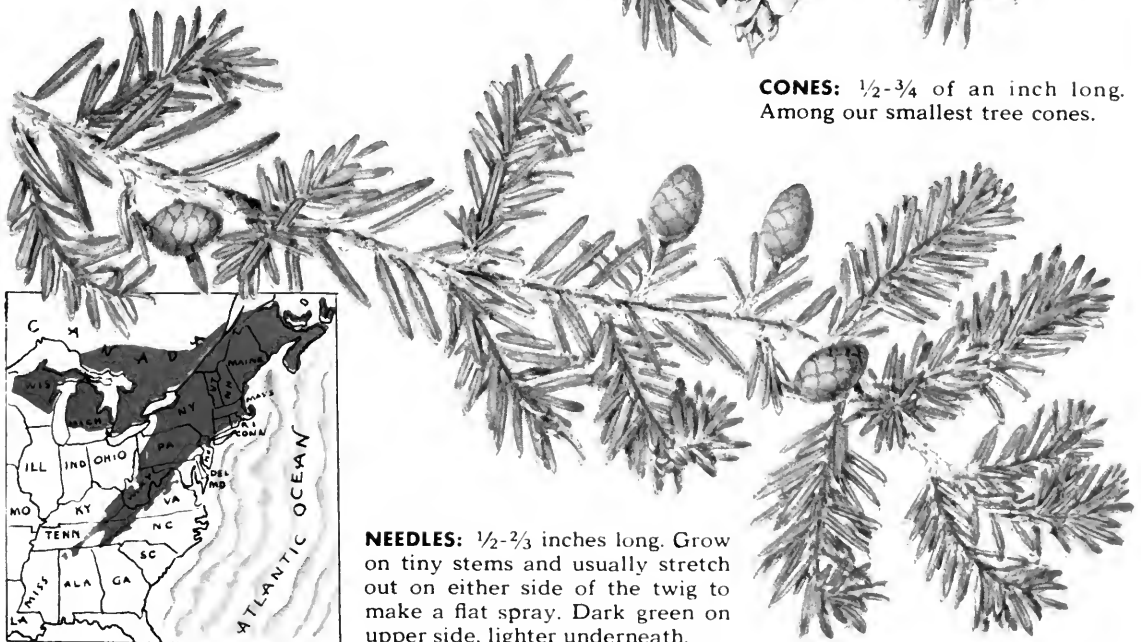 CONES: ½-¾ of an inch long.
Among our smallest tree cones.
CANADA
WIS
MICH
MAINE
VT
NH
NY
MASS
R I
CONN
PA
ILL
IND
OHIO
DEL
MD
VA
MO
KY
TENN
NC
SC
MISS
ALA
GA
LA
ATLANTIC OCEAN
NEEDLES: ½-⅔ inches long. Grow
on tiny stems and usually stretch
out on either side of the twig to
make a flat spray. Dark green on
upper side, lighter underneath.